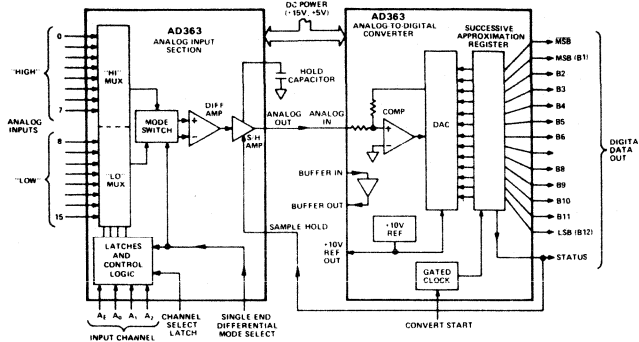 DC POWER
(+15V, +5V)
AD363
ANALOG INPUT
SECTION
AD363
ANALOG TO-DIGITAL
CONVERTER
SUCCESSIVE
APPROXIMATION
REGISTER
0
"HIGH"
7
ANALOG
INPUTS
8
"LOW"
15
"HI"
MUX
"LO"
MUX
MODE
SWITCH
DIFF
AMP
HOLD
CAPACITOR
S/H
AMP
ANALOG
OUT
ANALOG
IN
COMP
DAC
BUFFER IN
BUFFER OUT
SAMPLE HOLD
+10V
REF
OUT
+10V
REF
GATED
CLOCK
LATCHES
AND
CONTROL
LOGIC
MSB
MSB (B1)
B2
B3
B4
B5
B6
B8
B9
B10
B11
LSB (B12)
STATUS
DIGITAL
DATA
OUT
A0 A1 A2
INPUT CHANNEL
CHANNEL
SELECT
LATCH
SINGLE END
DIFFERENTIAL
MODE SELECT
CONVERT START